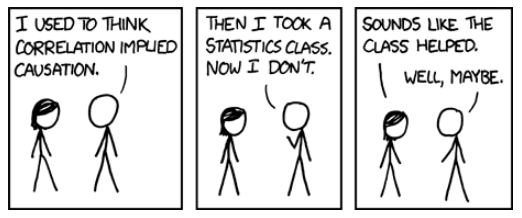 I USED TO THINK
CORRELATION IMPLIED
CAUSATION.
THEN I TOOK A
STATISTICS CLASS.
NOW I DON'T.
SOUNDS LIKE THE
CLASS HELPED.
WELL, MAYBE.